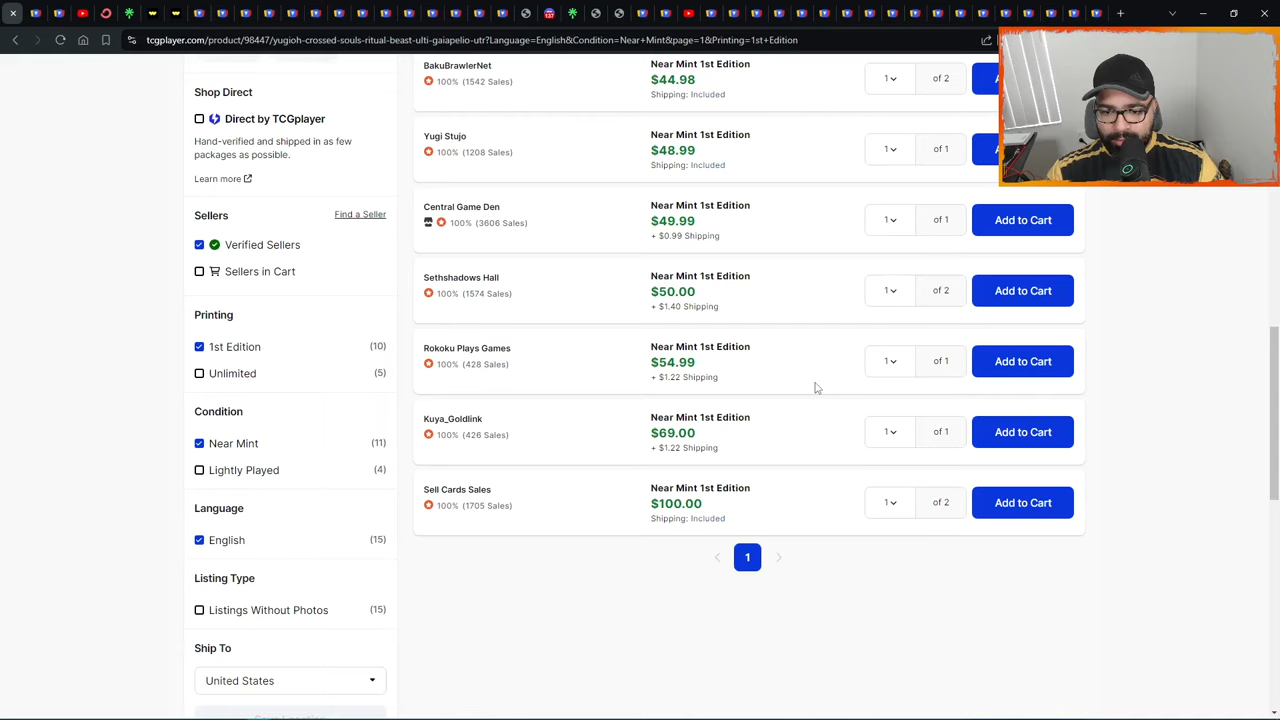 137
tcgplayer.com/product/98447/yugioh-crossed-souls-ritual-beast-ulti-gaiapelio-utr?Language=English&Condition=Near+Mint&page=1&Printing=1st+Edition
Shop Direct
Direct by TCGplayer
Hand-verified and shipped in as few
packages as possible.
Learn more
Sellers
Find a Seller
Verified Sellers
Sellers in Cart
Printing
1st Edition (10)
Unlimited (5)
Condition
Near Mint (11)
Lightly Played (4)
Language
English (15)
Listing Type
Listings Without Photos (15)
Ship To
United States
BakuBrawlerNet
100% (1542 Sales)
Near Mint 1st Edition
$44.98
Shipping: Included
1
of 2
Yugi Stujo
100% (1208 Sales)
Near Mint 1st Edition
$48.99
Shipping: Included
1
of 1
Central Game Den
100% (3606 Sales)
Near Mint 1st Edition
$49.99
+ $0.99 Shipping
1
of 1
Add to Cart
Sethshadows Hall
100% (1574 Sales)
Near Mint 1st Edition
$50.00
+ $1.40 Shipping
1
of 2
Add to Cart
Rokoku Plays Games
100% (428 Sales)
Near Mint 1st Edition
$54.99
+ $1.22 Shipping
1
of 1
Add to Cart
Kuya_Goldlink
100% (426 Sales)
Near Mint 1st Edition
$69.00
+ $1.22 Shipping
1
of 1
Add to Cart
Sell Cards Sales
100% (1705 Sales)
Near Mint 1st Edition
$100.00
Shipping: Included
1
of 2
Add to Cart
1